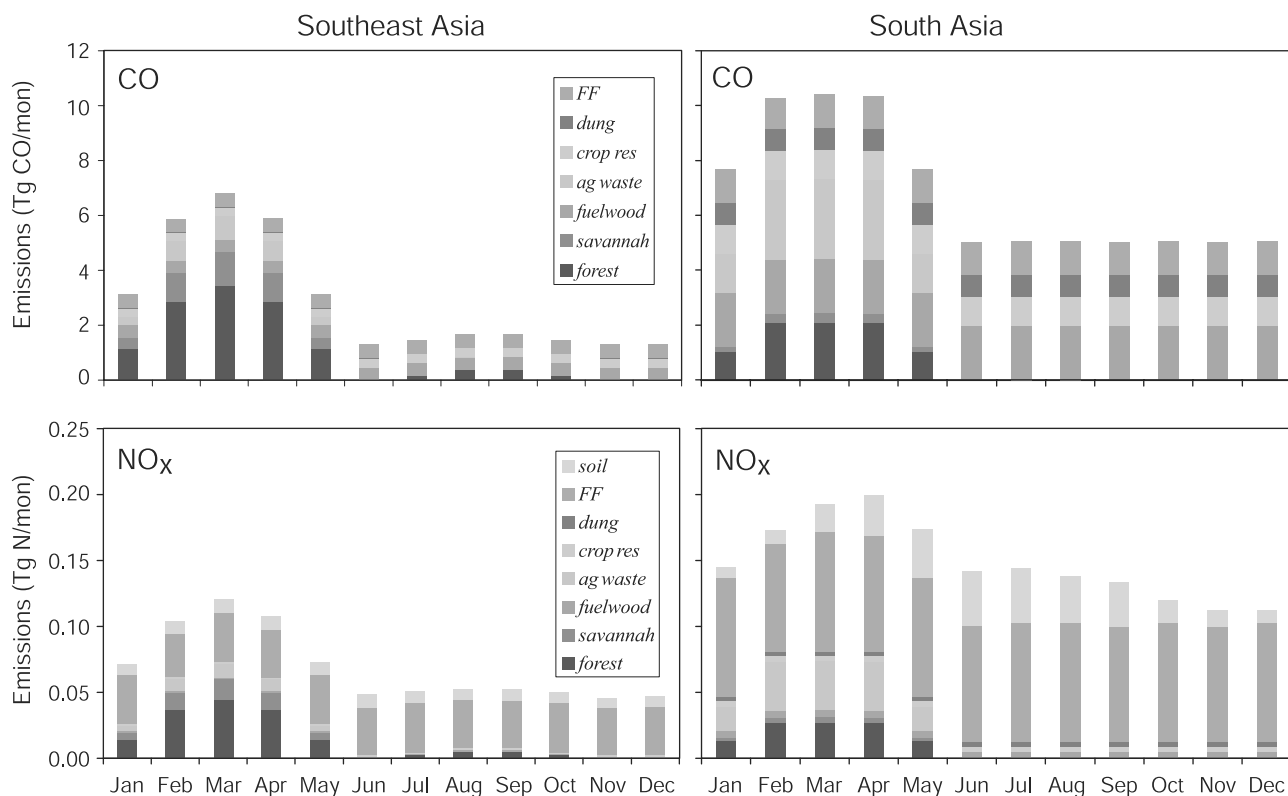 Southeast Asia
South Asia
Emissions (Tg CO/mon)
12
10
8
6
4
2
0
CO
FF
dung
crop res
ag waste
fuelwood
savannah
forest
CO
Emissions (Tg N/mon)
0.25
0.20
0.15
0.10
0.05
0.00
NOx
soil
FF
dung
crop res
ag waste
fuelwood
savannah
forest
NOx
Jan Feb Mar Apr May Jun Jul Aug Sep Oct Nov Dec
Jan Feb Mar Apr May Jun Jul Aug Sep Oct Nov Dec